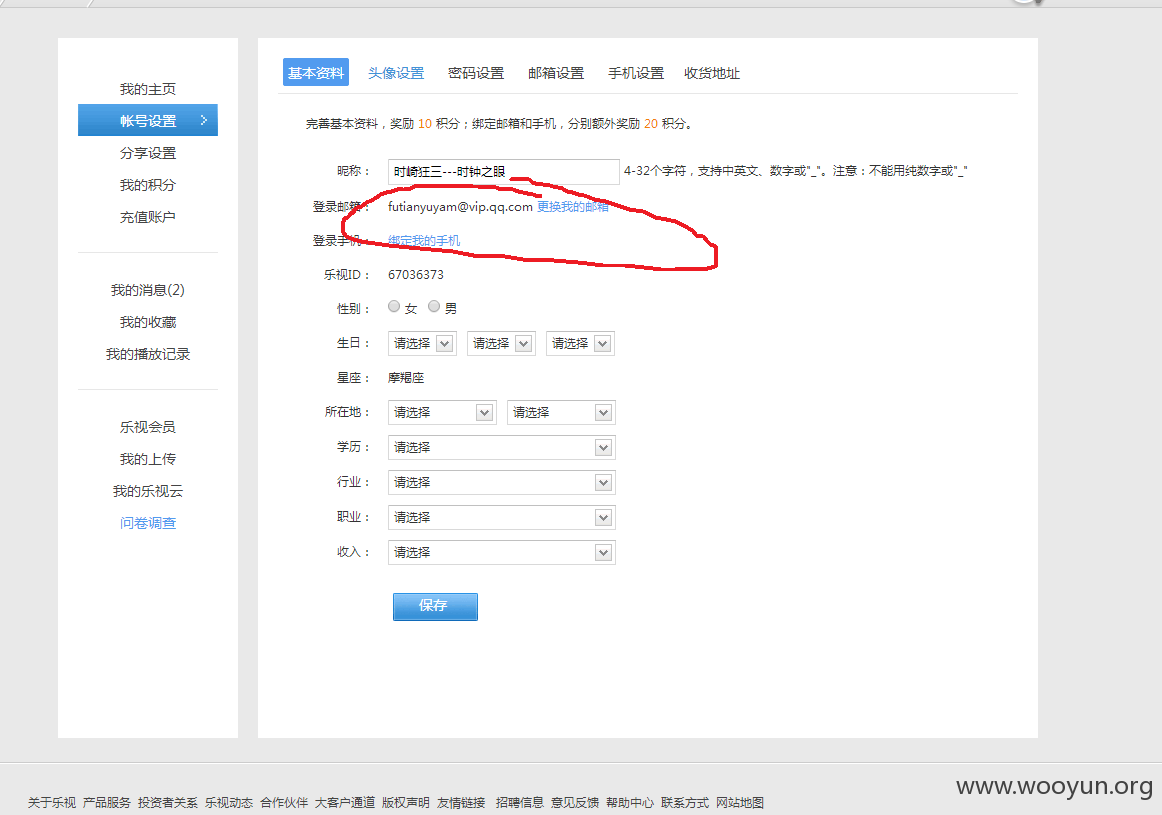 我的主页
帐号设置
分享设置
我的积分
充值账户
我的消息(2)
我的收藏
我的播放记录
乐视会员
我的上传
我的乐视云
问卷调查
基本资料 头像设置 密码设置 邮箱设置 手机设置 收货地址
完善基本资料，奖励 10 积分；绑定邮箱和手机，分别额外奖励 20 积分。
昵称： 时崎狂三---时钟之眼 4-32个字符，支持中英文、数字或"_"。注意：不能用纯数字或"_"
登录邮箱： futianyuyam@vip.qq.com 更换我的邮箱
登录手机： 绑定我的手机
乐视ID： 67036373
性别： 女 男
生日： 请选择 请选择 请选择
星座： 摩羯座
所在地： 请选择 请选择
学历： 请选择
行业： 请选择
职业： 请选择
收入： 请选择
保存
www.wooyun.org
关于乐视 产品服务 投资者关系 乐视动态 合作伙伴 大客户通道 版权声明 友情链接 招聘信息 意见反馈 帮助中心 联系方式 网站地图